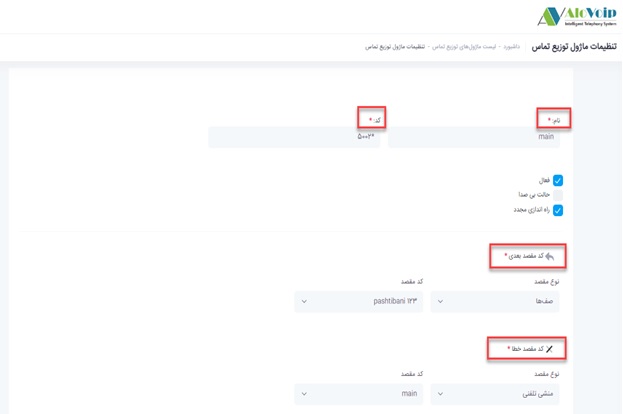 AloVoip
Intelligent Telephony System
تنظیمات ماژول توزیع تماس داشبورد - لیست ماژول‌های توزیع تماس - تنظیمات ماژول توزیع تماس
نام: * کد: *
main *۵۰۰۲
فعال
حالت بی صدا
راه اندازی مجدد
کد مقصد بعدی *
نوع مقصد کد مقصد
صف‌ها pashtibani ۱۲۳
کد مقصد خطا *
نوع مقصد کد مقصد
منشی تلفنی main